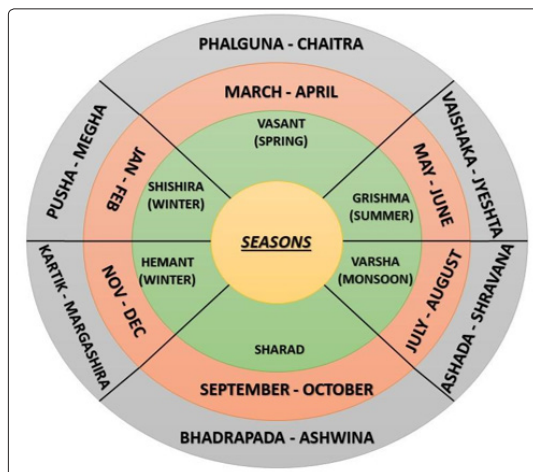 PHALGUNA - CHAITRA
MARCH - APRIL
VASANT
(SPRING)
VAISHAKA - JYESHTA
MAY - JUNE
GRISHMA
(SUMMER)
ASHADA - SHRAVANA
JULY - AUGUST
VARSHA
(MONSOON)
SHARAD
SEPTEMBER - OCTOBER
BHADRAPADA - ASHWINA
KARTIK - MARGASHIRA
NOV - DEC
HEMANT
(WINTER)
PUSHA - MEGHA
JAN - FEB
SHISHIRA
(WINTER)
SEASONS